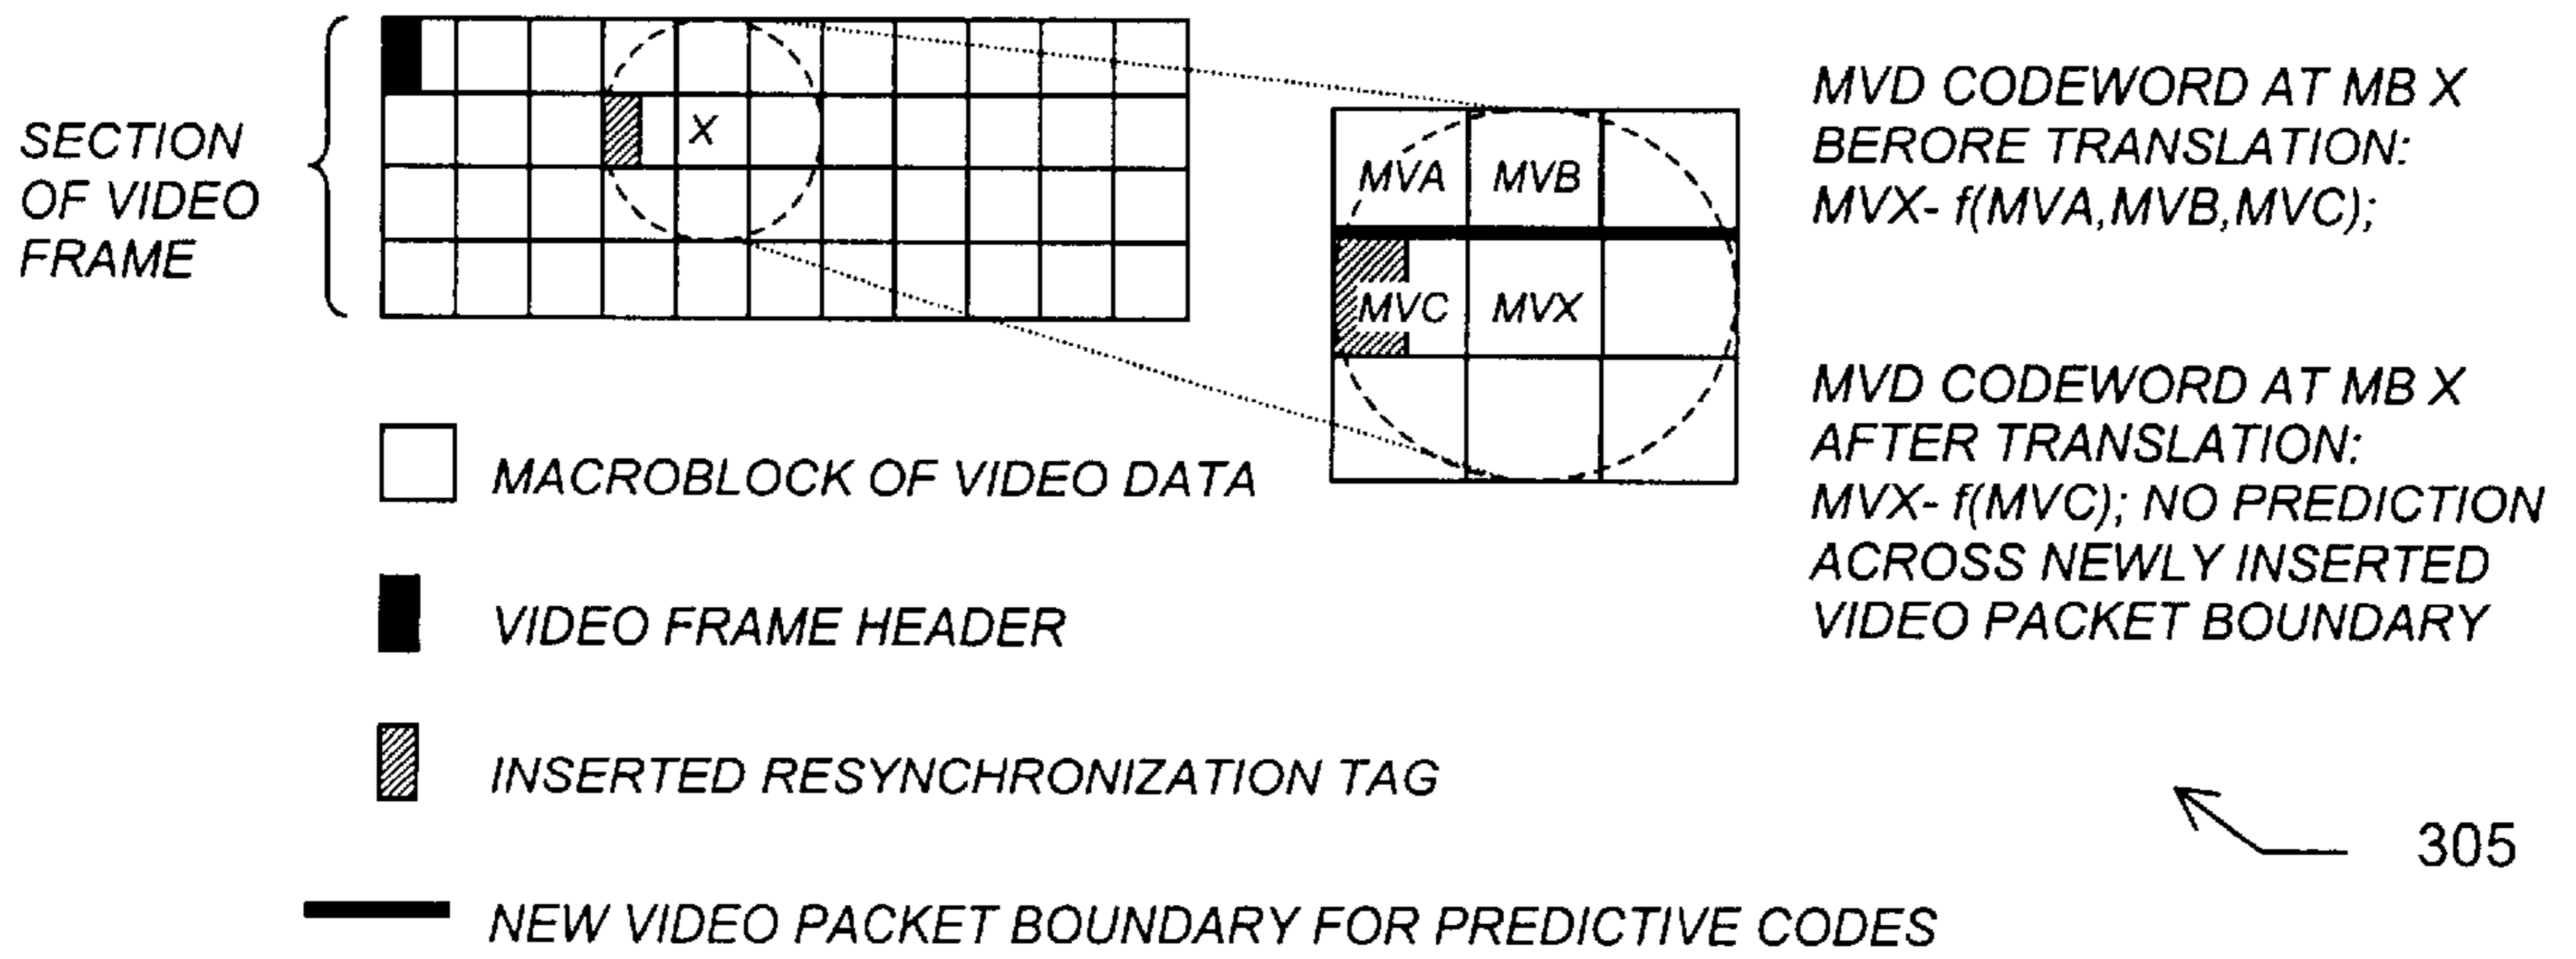 SECTION
OF VIDEO
FRAME
X
MVA
MVB
MVC
MVX
MVD CODEWORD AT MB X
BERORE TRANSLATION:
MVX- f(MVA,MVB,MVC);
MVD CODEWORD AT MB X
AFTER TRANSLATION:
MVX- f(MVC); NO PREDICTION
ACROSS NEWLY INSERTED
VIDEO PACKET BOUNDARY
MACROBLOCK OF VIDEO DATA
VIDEO FRAME HEADER
INSERTED RESYNCHRONIZATION TAG
305
NEW VIDEO PACKET BOUNDARY FOR PREDICTIVE CODES